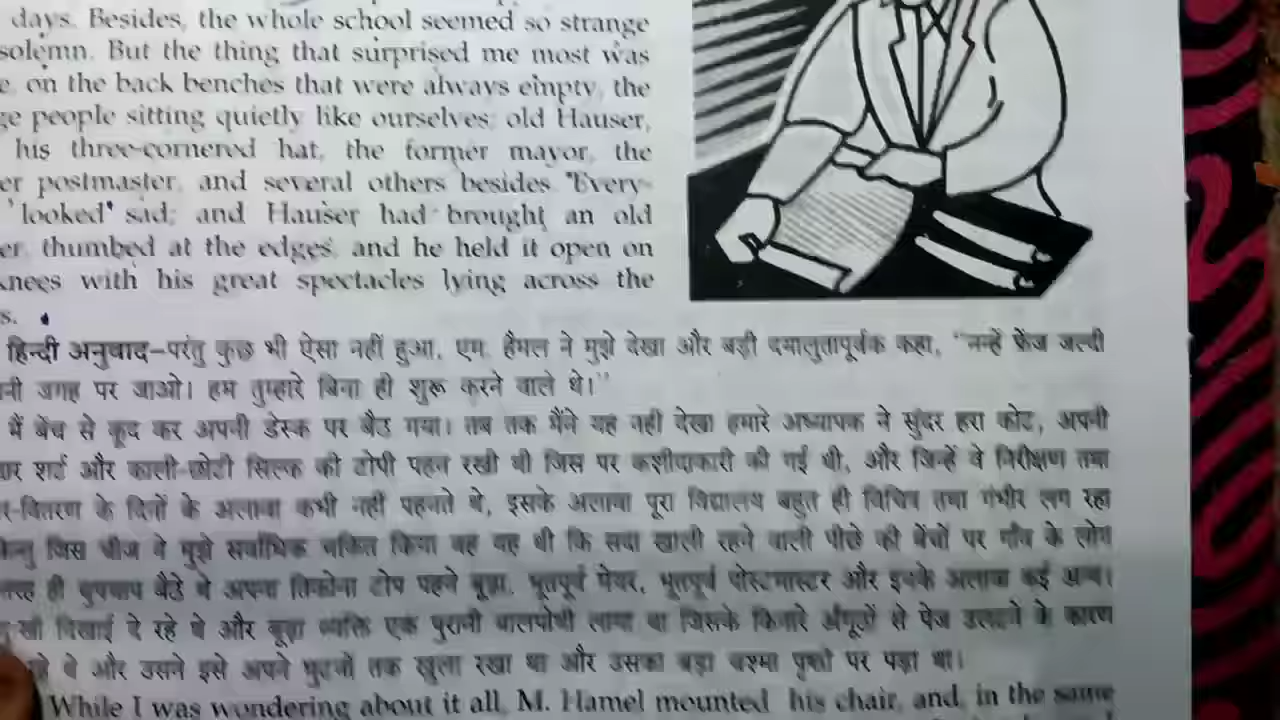 days. Besides, the whole school seemed so strange
solemn. But the thing that surprised me most was
on the back benches that were always empty, the
people sitting quietly like ourselves; old Hauser,
his three-cornered hat, the former mayor, the
postmaster, and several others besides "Every-
'looked' sad; and Hauser had brought an old
thumbed at the edges, and he held it open on
knees with his great spectacles lying across the
हिन्दी अनुवाद–परंतु कुछ भी ऐसा नहीं हुआ, एम. हैमल ने मुझे देखा और बड़ी दयालुतापूर्वक कहा, "नन्हें फ्रेंज जल्दी
जगह पर जाओ। हम तुम्हारे बिना ही शुरू करने वाले थे।"
मैं बेंच से कूद कर अपनी डेस्क पर बैठ गया। तब तक मैंने यह नही देखा हमारे अध्यापक ने सुंदर हरा कोट, अपनी
शर्ट और काली-छोटी सिल्क की टोपी पहन रखी थी जिस पर कशीदाकारी की गई थी, और जिन्हें वे निरीक्षण तथा
वितरण के दिनों के अलावा कभी नहीं पहनते थे, इसके अलावा पूरा विद्यालय बहुत ही विचित्र तथा गंभीर लग रहा
जिस चीज ने मुझे सर्वाधिक चकित किया वह यह थी कि सदा खाली रहने वाली पीछे की बेंचों पर गाँव के लोग
ही चुपचाप बैठे थे अपना तिकोना टोप पहने बूढ़ा, भूतपूर्व मेयर, भूतपूर्व पोस्टमास्टर और इनके अलावा कई अन्य।
दिखाई दे रहे थे और बूढ़ा व्यक्ति एक पुरानी बालपोथी लाया था जिसके किनारे अँगूठों से पेज उलटने के कारण
थे और उसने इसे अपने घुटनों तक खुला रखा था और उसका बड़ा चश्मा पृष्ठों पर पड़ा था।
While I was wondering about it all, M. Hamel mounted his chair, and, in the same